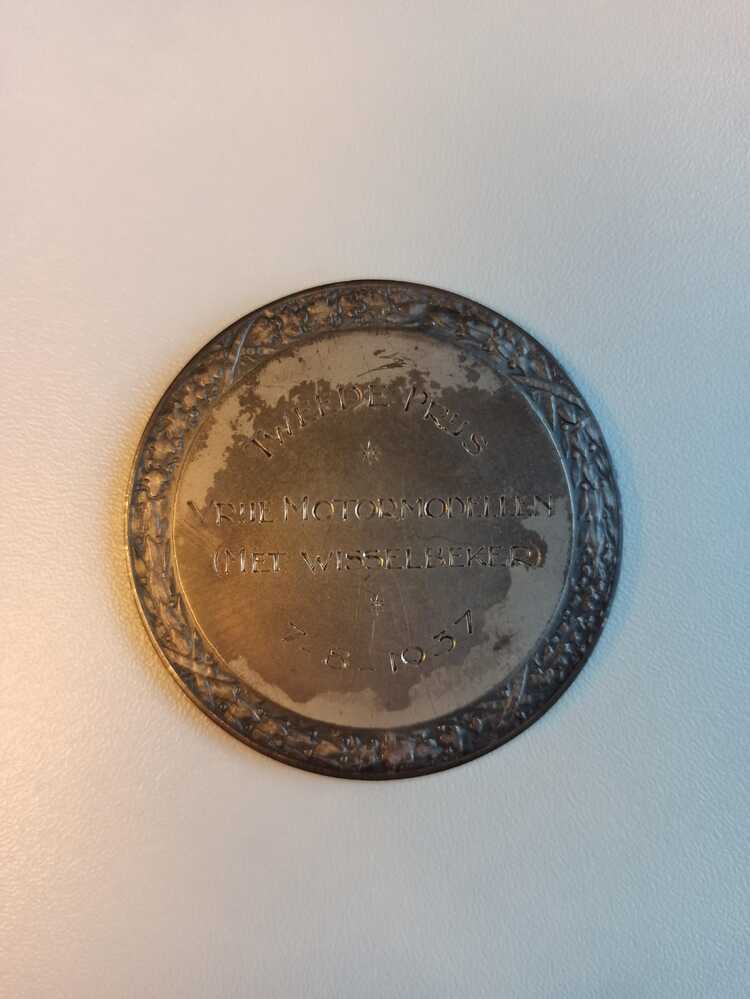 TWEEDE PRIJS
VRIJE MOTORMODELLEN
(MET WISSELBEKER)
7-8-1937